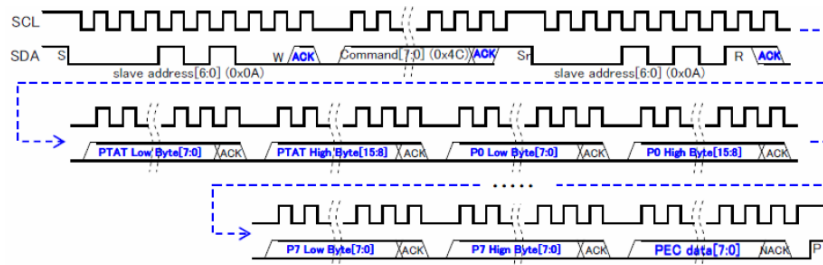 SCL
SDA S W ACK Command[7:0] (0x4C) ACK Sr R ACK
slave address[6:0] (0x0A) slave address[6:0] (0x0A)
PTAT Low Byte[7:0] ACK PTAT High Byte[15:8] ACK P0 Low Byte[7:0] ACK P0 High Byte[15:8] ACK
.....
P7 Low Byte[7:0] ACK P7 Hign Byte[7:0] ACK PEC data[7:0] NACK P